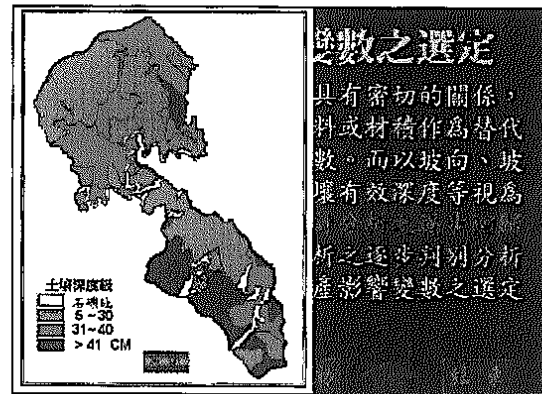 變數之選定
具有密切的關係，
料或材積作為替代
數。而以坡向、坡
壤有效深度等視為
析之逐步判別分析
產影響變數之選定
土壤深度級
石礫地
5~30
31~40
>41 CM